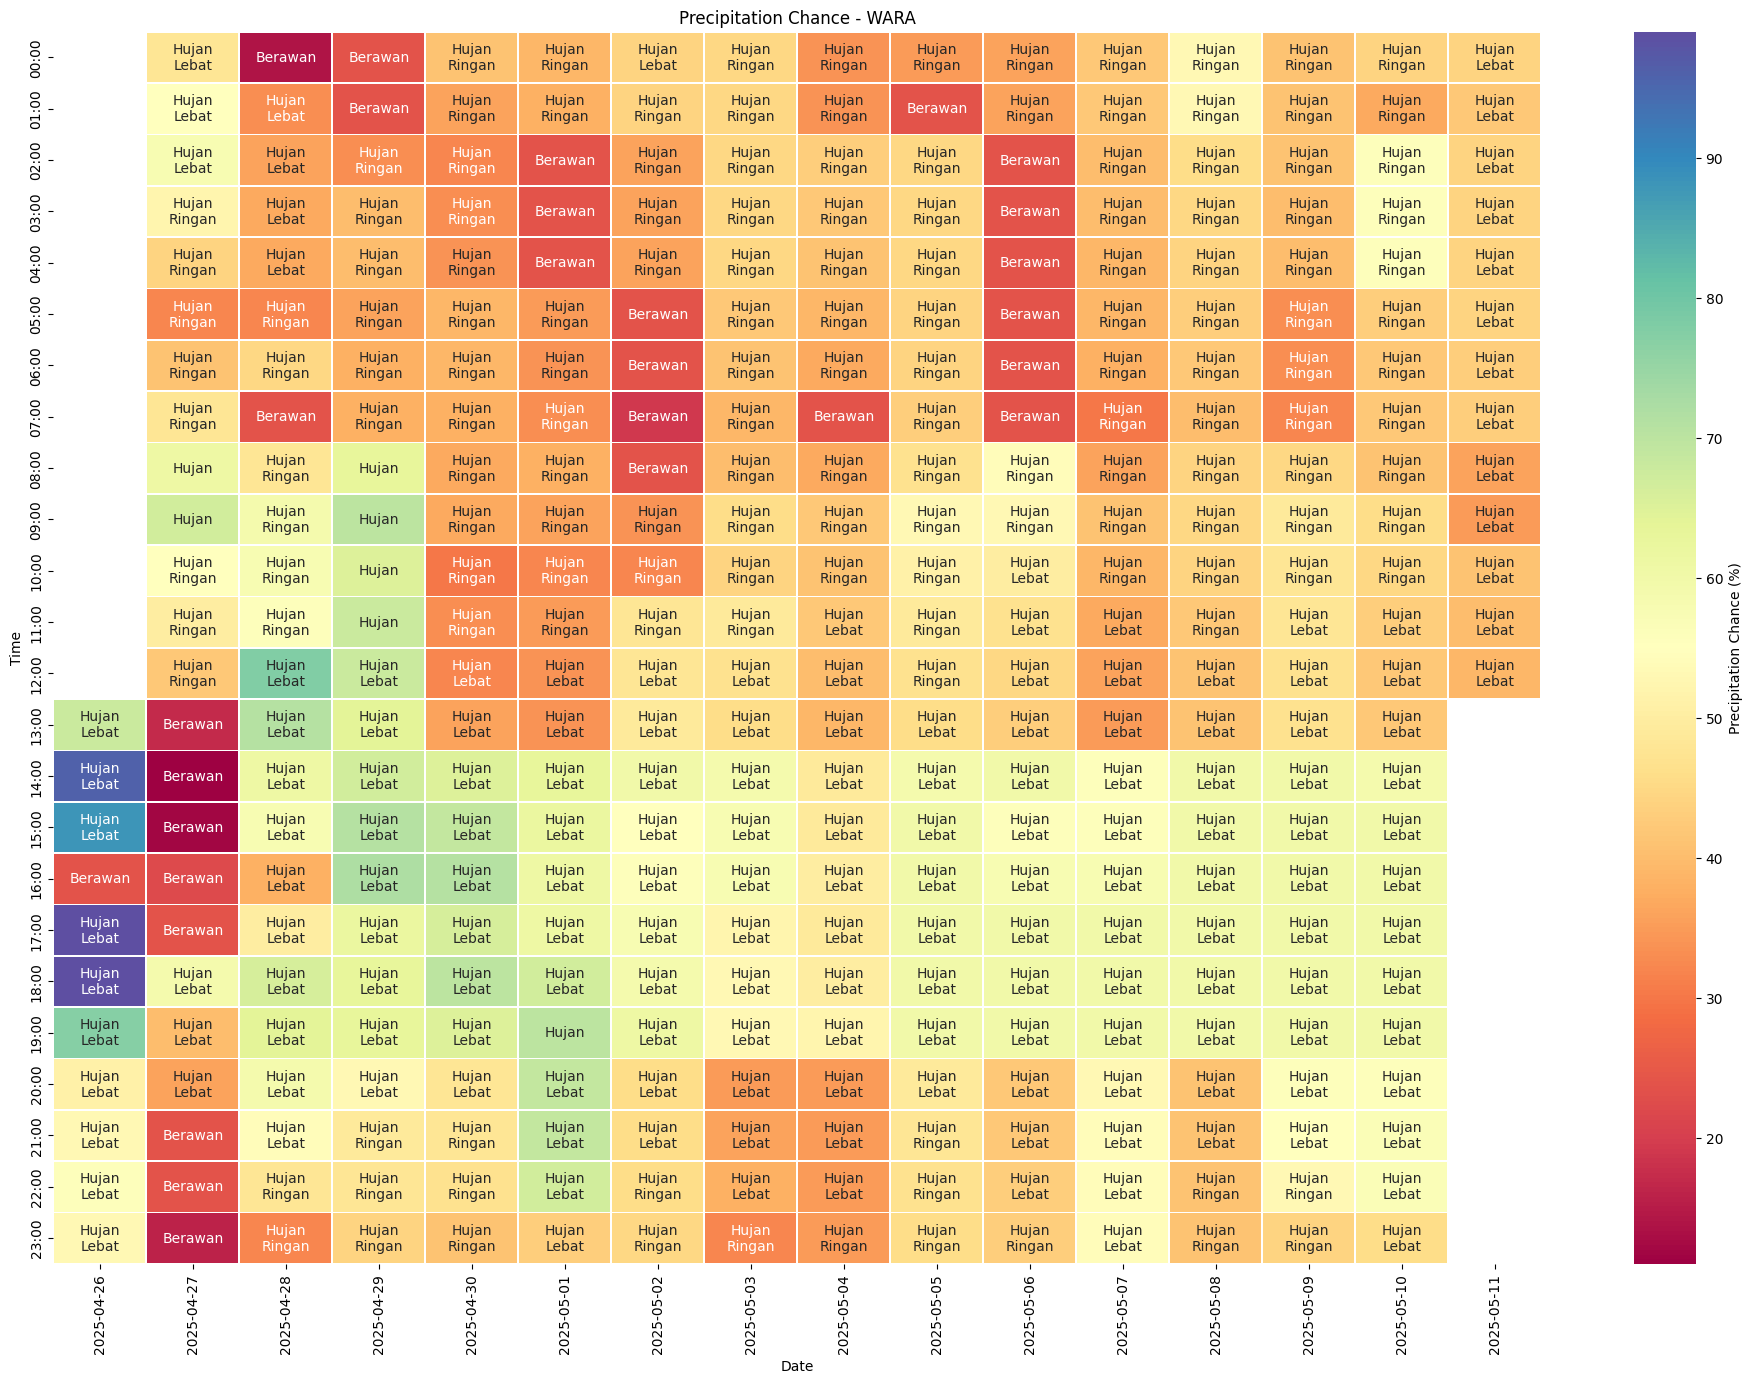 Precipitation Chance - WARA
Time
00:00 Hujan Lebat Berawan Berawan Hujan Ringan Hujan Ringan Hujan Lebat Hujan Ringan Hujan Ringan Hujan Ringan Hujan Ringan Hujan Ringan Hujan Ringan Hujan Ringan Hujan Ringan Hujan Lebat
01:00 Hujan Lebat Hujan Lebat Berawan Hujan Ringan Hujan Ringan Hujan Ringan Hujan Ringan Hujan Ringan Berawan Hujan Ringan Hujan Ringan Hujan Ringan Hujan Ringan Hujan Ringan Hujan Lebat
02:00 Hujan Lebat Hujan Lebat Hujan Ringan Hujan Ringan Berawan Hujan Ringan Hujan Ringan Hujan Ringan Hujan Ringan Berawan Hujan Ringan Hujan Ringan Hujan Ringan Hujan Ringan Hujan Lebat
03:00 Hujan Ringan Hujan Lebat Hujan Ringan Hujan Ringan Berawan Hujan Ringan Hujan Ringan Hujan Ringan Hujan Ringan Berawan Hujan Ringan Hujan Ringan Hujan Ringan Hujan Ringan Hujan Lebat
04:00 Hujan Ringan Hujan Lebat Hujan Ringan Hujan Ringan Berawan Hujan Ringan Hujan Ringan Hujan Ringan Hujan Ringan Berawan Hujan Ringan Hujan Ringan Hujan Ringan Hujan Ringan Hujan Lebat
05:00 Hujan Ringan Hujan Ringan Hujan Ringan Hujan Ringan Hujan Ringan Berawan Hujan Ringan Hujan Ringan Hujan Ringan Berawan Hujan Ringan Hujan Ringan Hujan Ringan Hujan Ringan Hujan Lebat
06:00 Hujan Ringan Hujan Ringan Hujan Ringan Hujan Ringan Hujan Ringan Berawan Hujan Ringan Hujan Ringan Hujan Ringan Berawan Hujan Ringan Hujan Ringan Hujan Ringan Hujan Ringan Hujan Lebat
07:00 Hujan Ringan Berawan Hujan Ringan Hujan Ringan Hujan Ringan Berawan Hujan Ringan Berawan Hujan Ringan Berawan Hujan Ringan Hujan Ringan Hujan Ringan Hujan Ringan Hujan Lebat
08:00 Hujan Hujan Ringan Hujan Hujan Ringan Hujan Ringan Berawan Hujan Ringan Hujan Ringan Hujan Ringan Hujan Ringan Hujan Ringan Hujan Ringan Hujan Ringan Hujan Ringan Hujan Lebat
09:00 Hujan Hujan Ringan Hujan Hujan Ringan Hujan Ringan Hujan Ringan Hujan Ringan Hujan Ringan Hujan Ringan Hujan Ringan Hujan Ringan Hujan Ringan Hujan Ringan Hujan Ringan Hujan Lebat
10:00 Hujan Ringan Hujan Ringan Hujan Hujan Ringan Hujan Ringan Hujan Ringan Hujan Ringan Hujan Ringan Hujan Ringan Hujan Lebat Hujan Ringan Hujan Ringan Hujan Ringan Hujan Ringan Hujan Lebat
11:00 Hujan Ringan Hujan Ringan Hujan Hujan Ringan Hujan Ringan Hujan Ringan Hujan Ringan Hujan Lebat Hujan Ringan Hujan Lebat Hujan Lebat Hujan Ringan Hujan Lebat Hujan Lebat Hujan Lebat
12:00 Hujan Ringan Hujan Lebat Hujan Lebat Hujan Lebat Hujan Lebat Hujan Lebat Hujan Lebat Hujan Lebat Hujan Ringan Hujan Lebat Hujan Lebat Hujan Lebat Hujan Lebat Hujan Lebat Hujan Lebat
13:00 Hujan Lebat Berawan Hujan Lebat Hujan Lebat Hujan Lebat Hujan Lebat Hujan Lebat Hujan Lebat Hujan Lebat Hujan Lebat Hujan Lebat Hujan Lebat Hujan Lebat Hujan Lebat Hujan Lebat
14:00 Hujan Lebat Berawan Hujan Lebat Hujan Lebat Hujan Lebat Hujan Lebat Hujan Lebat Hujan Lebat Hujan Lebat Hujan Lebat Hujan Lebat Hujan Lebat Hujan Lebat Hujan Lebat Hujan Lebat
15:00 Hujan Lebat Berawan Hujan Lebat Hujan Lebat Hujan Lebat Hujan Lebat Hujan Lebat Hujan Lebat Hujan Lebat Hujan Lebat Hujan Lebat Hujan Lebat Hujan Lebat Hujan Lebat Hujan Lebat
16:00 Berawan Berawan Hujan Lebat Hujan Lebat Hujan Lebat Hujan Lebat Hujan Lebat Hujan Lebat Hujan Lebat Hujan Lebat Hujan Lebat Hujan Lebat Hujan Lebat Hujan Lebat Hujan Lebat
17:00 Hujan Lebat Berawan Hujan Lebat Hujan Lebat Hujan Lebat Hujan Lebat Hujan Lebat Hujan Lebat Hujan Lebat Hujan Lebat Hujan Lebat Hujan Lebat Hujan Lebat Hujan Lebat Hujan Lebat
18:00 Hujan Lebat Hujan Lebat Hujan Lebat Hujan Lebat Hujan Lebat Hujan Lebat Hujan Lebat Hujan Lebat Hujan Lebat Hujan Lebat Hujan Lebat Hujan Lebat Hujan Lebat Hujan Lebat Hujan Lebat
19:00 Hujan Lebat Hujan Lebat Hujan Lebat Hujan Lebat Hujan Lebat Hujan Hujan Lebat Hujan Lebat Hujan Lebat Hujan Lebat Hujan Lebat Hujan Lebat Hujan Lebat Hujan Lebat Hujan Lebat
20:00 Hujan Lebat Hujan Lebat Hujan Lebat Hujan Lebat Hujan Lebat Hujan Lebat Hujan Lebat Hujan Lebat Hujan Lebat Hujan Lebat Hujan Lebat Hujan Lebat Hujan Lebat Hujan Lebat Hujan Lebat
21:00 Hujan Lebat Berawan Hujan Lebat Hujan Ringan Hujan Ringan Hujan Lebat Hujan Lebat Hujan Lebat Hujan Lebat Hujan Ringan Hujan Lebat Hujan Lebat Hujan Lebat Hujan Lebat Hujan Lebat
22:00 Hujan Lebat Berawan Hujan Ringan Hujan Ringan Hujan Ringan Hujan Lebat Hujan Ringan Hujan Lebat Hujan Lebat Hujan Ringan Hujan Lebat Hujan Lebat Hujan Ringan Hujan Ringan Hujan Lebat
23:00 Hujan Lebat Berawan Hujan Ringan Hujan Ringan Hujan Ringan Hujan Lebat Hujan Ringan Hujan Ringan Hujan Ringan Hujan Ringan Hujan Ringan Hujan Lebat Hujan Ringan Hujan Ringan Hujan Lebat
2025-04-26 2025-04-27 2025-04-28 2025-04-29 2025-04-30 2025-05-01 2025-05-02 2025-05-03 2025-05-04 2025-05-05 2025-05-06 2025-05-07 2025-05-08 2025-05-09 2025-05-10 2025-05-11
Date
90
80
70
60
50
40
30
20
Precipitation Chance (%)